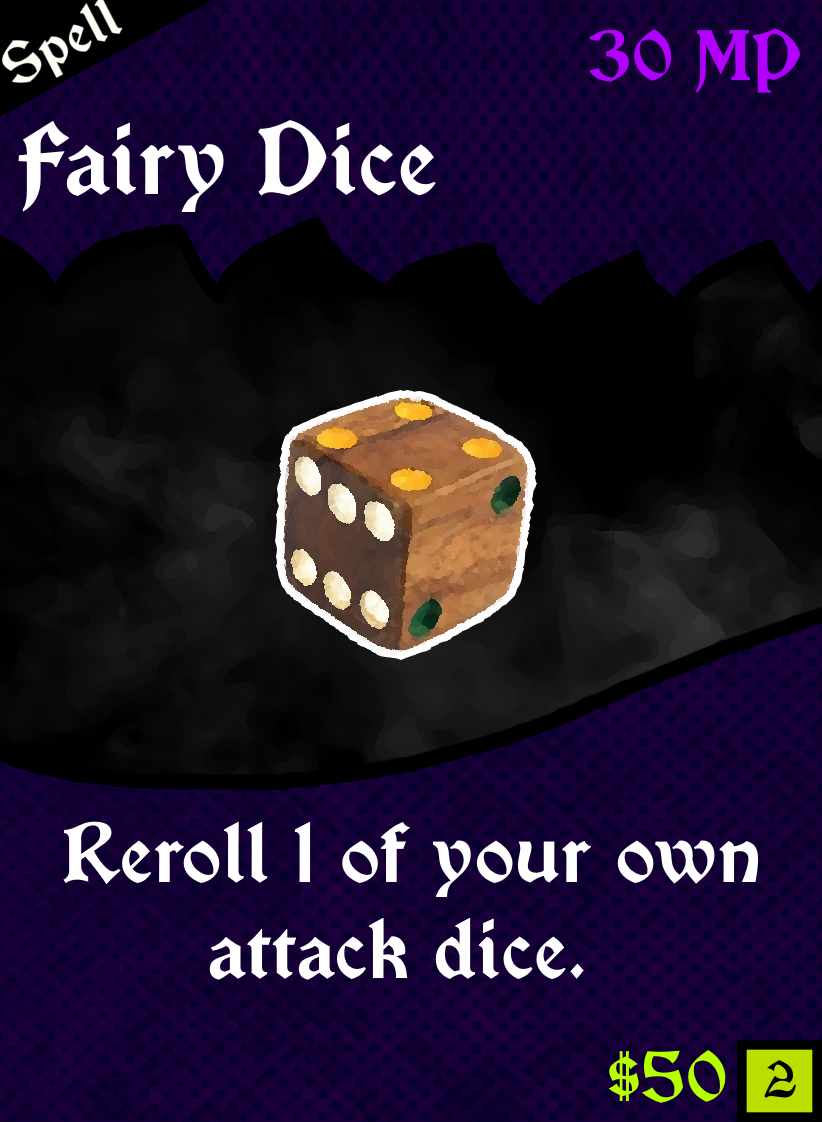 Spell
30 MP
Fairy Dice
Reroll 1 of your own
attack dice.
$50 2